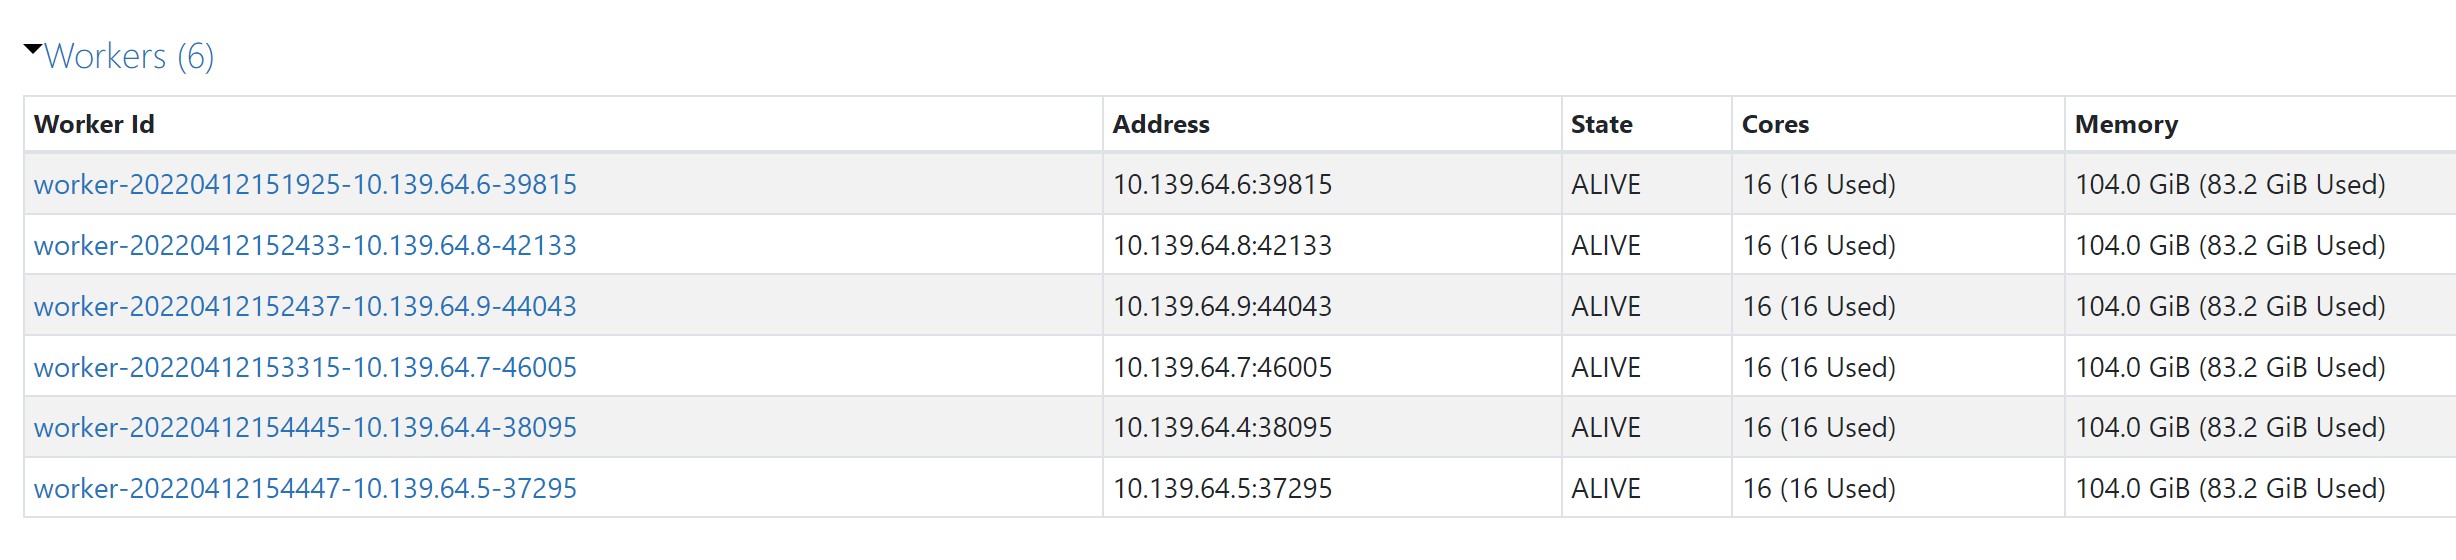 Workers (6)
Worker Id Address State Cores Memory
worker-20220412151925-10.139.64.6-39815 10.139.64.6:39815 ALIVE 16 (16 Used) 104.0 GiB (83.2 GiB Used)
worker-20220412152433-10.139.64.8-42133 10.139.64.8:42133 ALIVE 16 (16 Used) 104.0 GiB (83.2 GiB Used)
worker-20220412152437-10.139.64.9-44043 10.139.64.9:44043 ALIVE 16 (16 Used) 104.0 GiB (83.2 GiB Used)
worker-20220412153315-10.139.64.7-46005 10.139.64.7:46005 ALIVE 16 (16 Used) 104.0 GiB (83.2 GiB Used)
worker-20220412154445-10.139.64.4-38095 10.139.64.4:38095 ALIVE 16 (16 Used) 104.0 GiB (83.2 GiB Used)
worker-20220412154447-10.139.64.5-37295 10.139.64.5:37295 ALIVE 16 (16 Used) 104.0 GiB (83.2 GiB Used)